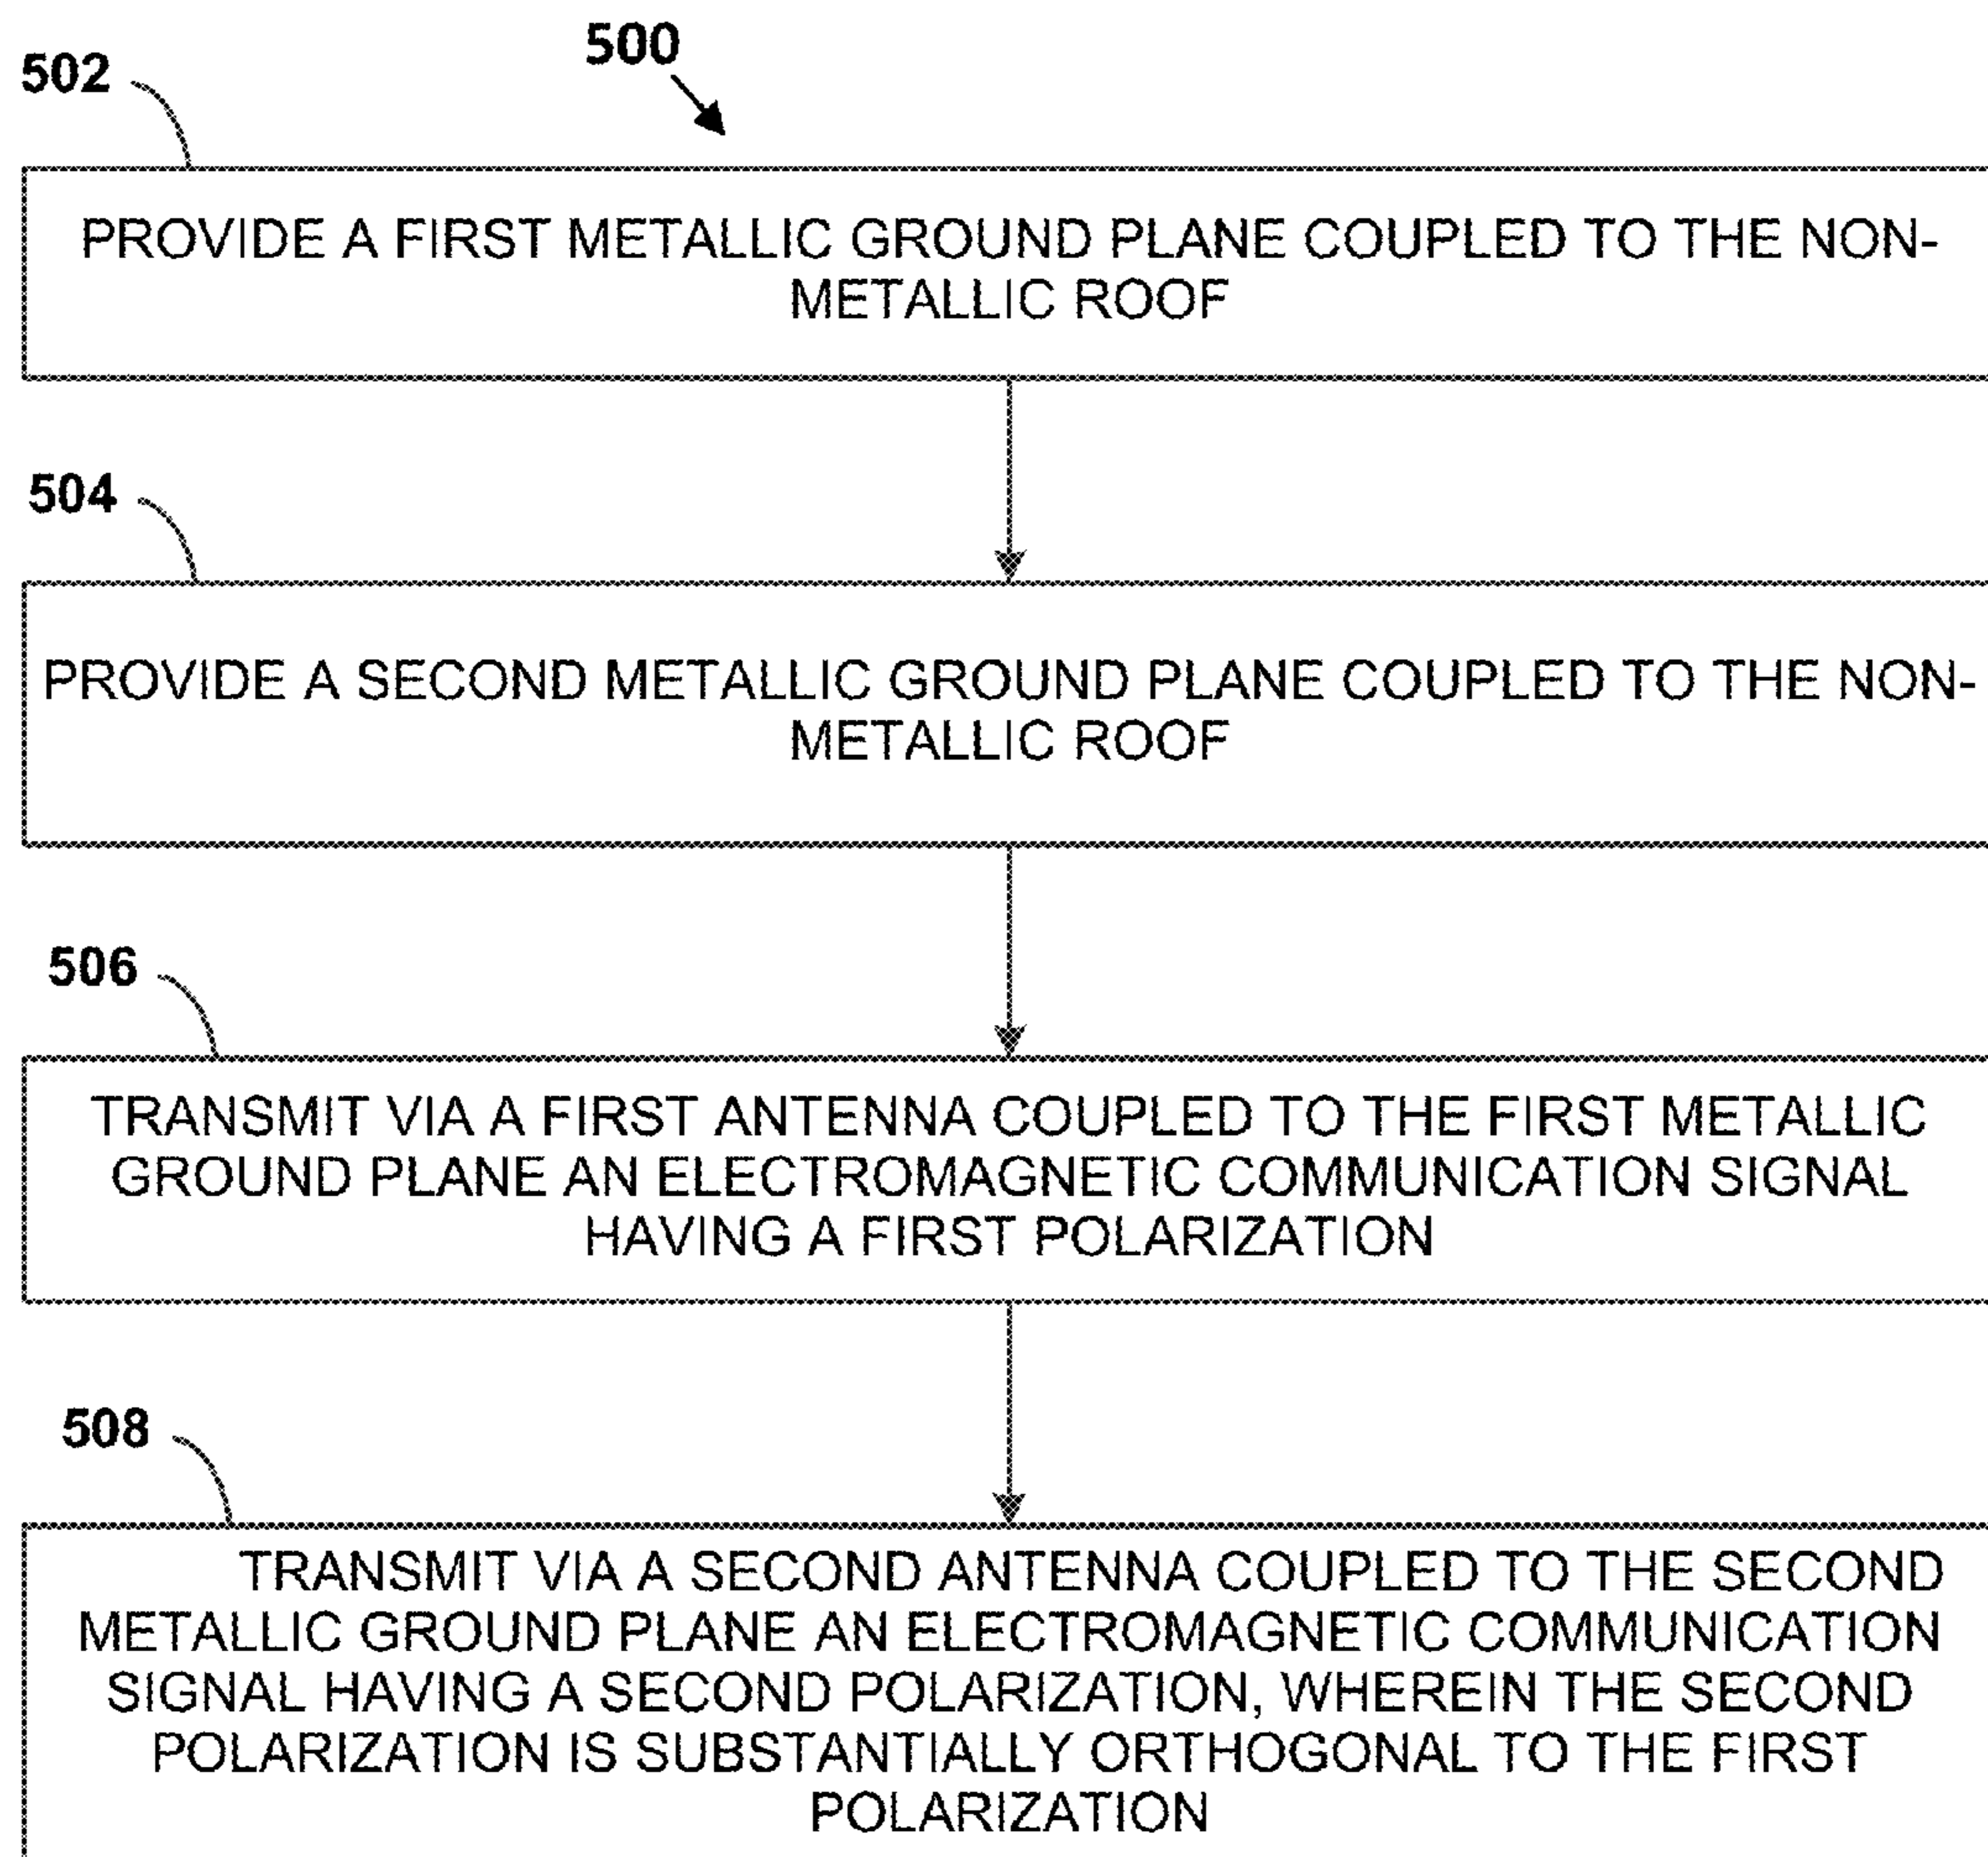 500
502
PROVIDE A FIRST METALLIC GROUND PLANE COUPLED TO THE NON-
METALLIC ROOF
504
PROVIDE A SECOND METALLIC GROUND PLANE COUPLED TO THE NON-
METALLIC ROOF
506
TRANSMIT VIA A FIRST ANTENNA COUPLED TO THE FIRST METALLIC
GROUND PLANE AN ELECTROMAGNETIC COMMUNICATION SIGNAL
HAVING A FIRST POLARIZATION
508
TRANSMIT VIA A SECOND ANTENNA COUPLED TO THE SECOND
METALLIC GROUND PLANE AN ELECTROMAGNETIC COMMUNICATION
SIGNAL HAVING A SECOND POLARIZATION, WHEREIN THE SECOND
POLARIZATION IS SUBSTANTIALLY ORTHOGONAL TO THE FIRST
POLARIZATION